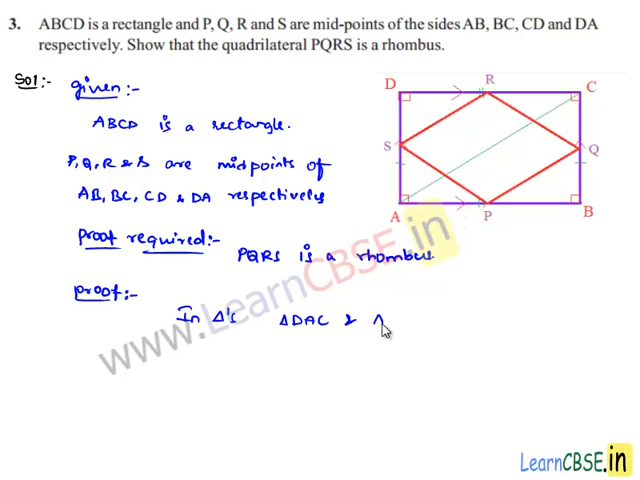 3. ABCD is a rectangle and P, Q, R and S are mid-points of the sides AB, BC, CD and DA
respectively. Show that the quadrilateral PQRS is a rhombus.
Sol:-
given:-
ABCD is a rectangle.
P, Q, R & S are midpoints of
AB, BC, CD & DA respectively
Proof required:-
PQRS is a rhombus.
Proof:-
In Δ's ΔDAC & Δ
D R C
S Q
A P B
www.LearnCBSE.in
LearnCBSE.in